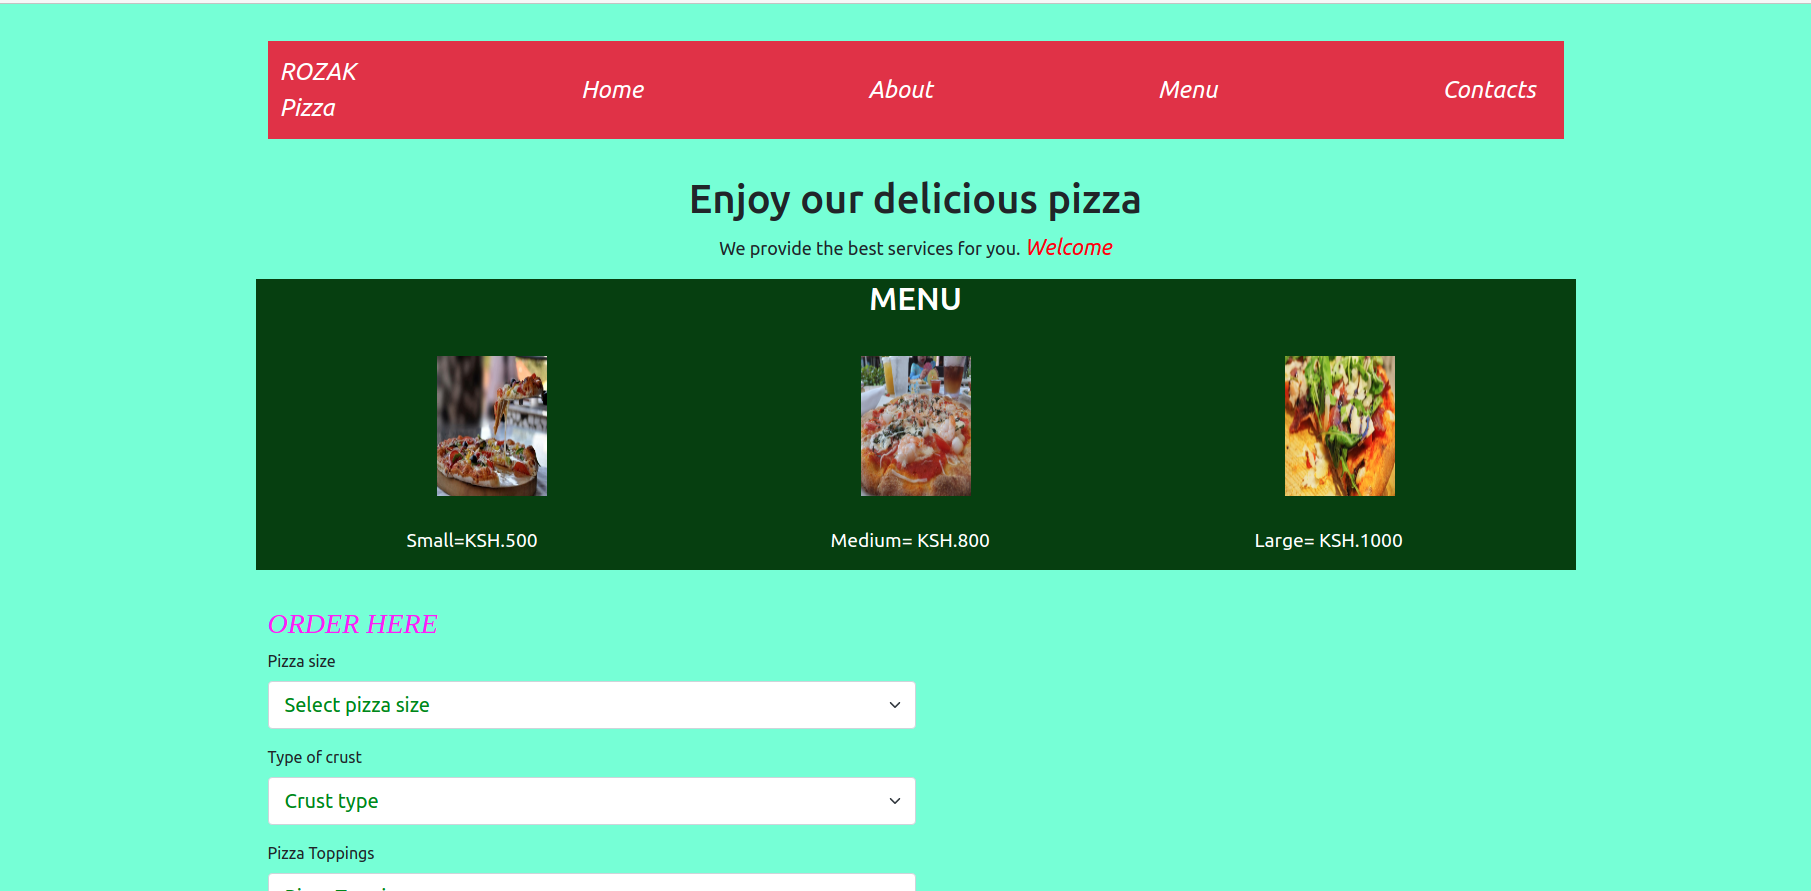 ROZAK
Pizza
Home
About
Menu
Contacts
Enjoy our delicious pizza
We provide the best services for you. Welcome
MENU
Small=KSH.500
Medium= KSH.800
Large= KSH.1000
ORDER HERE
Pizza size
Select pizza size
Type of crust
Crust type
Pizza Toppings